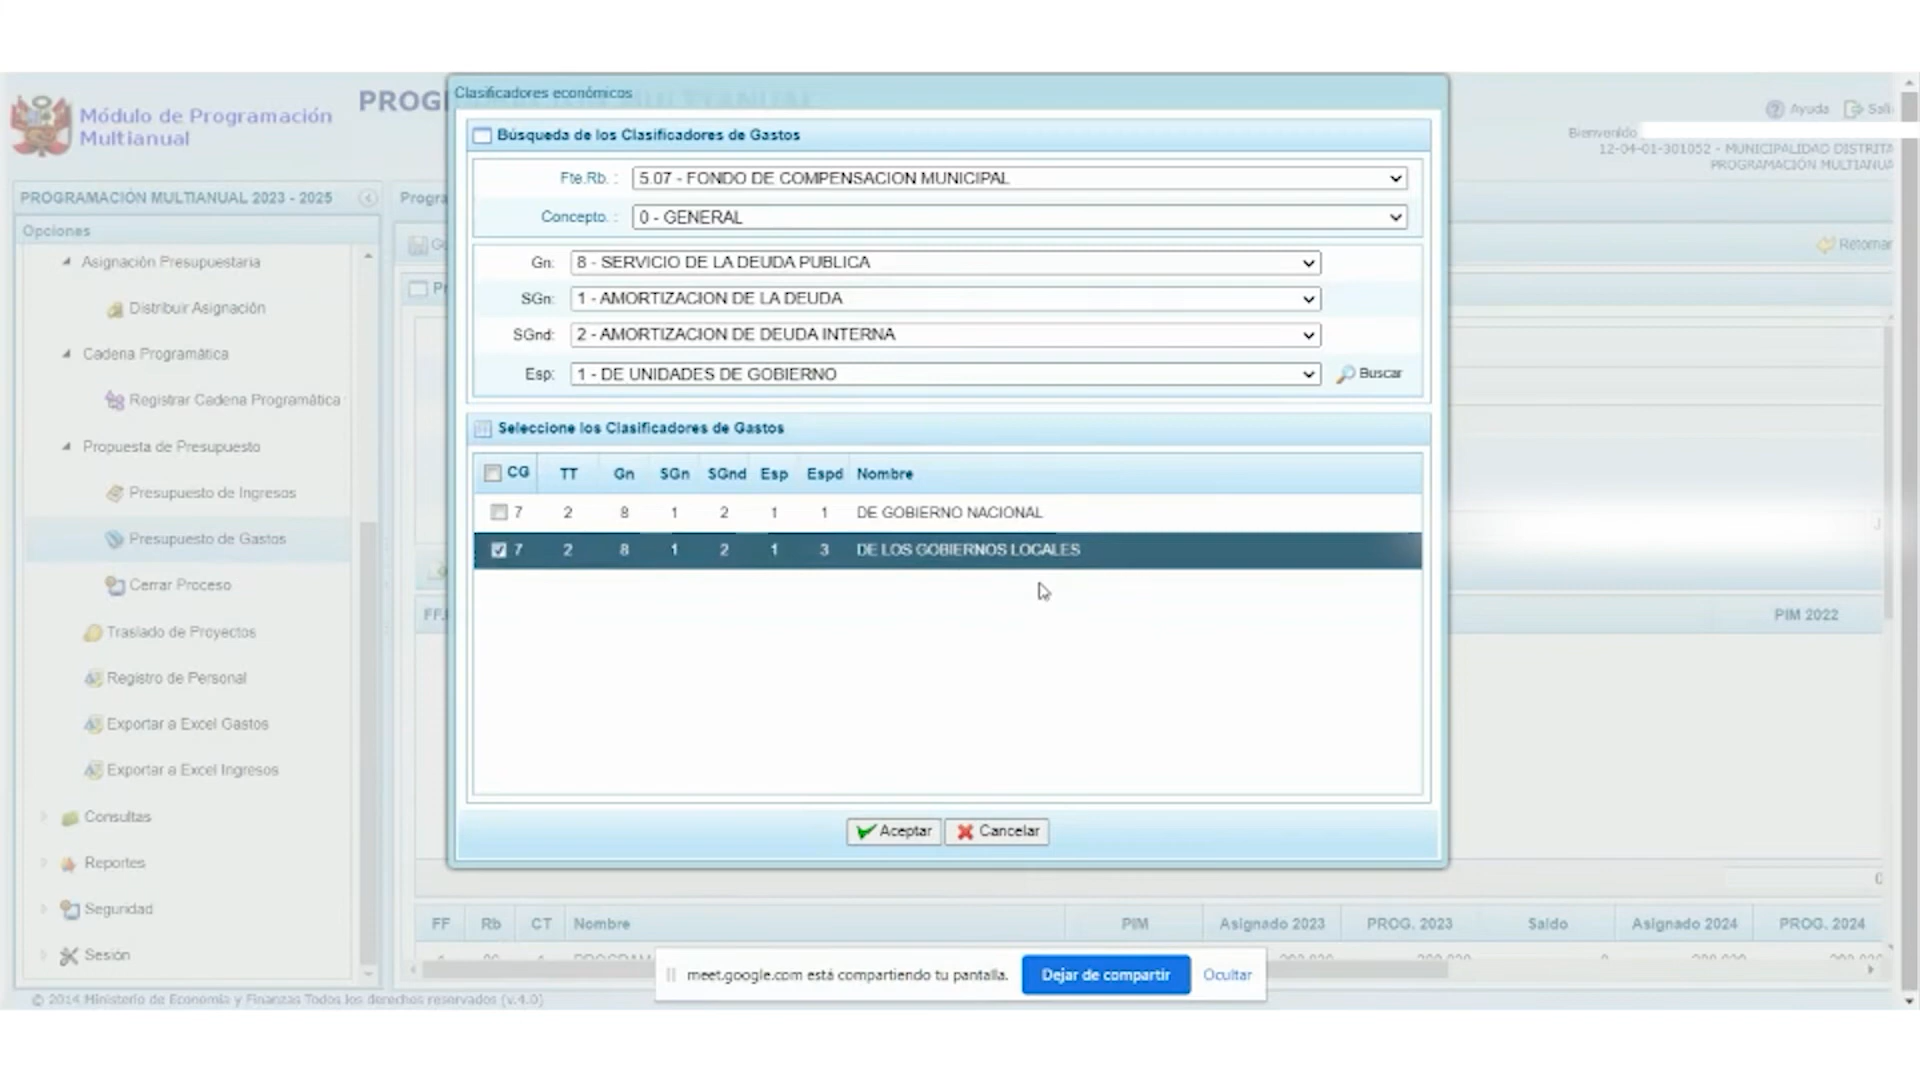 Módulo de Programación
Multianual
PROG
Ayuda
Bienvenido
12-04-01-301052 - MUNICIPALIDAD DISTRITA
PROGRAMACIÓN MULTIANUA
PROGRAMACIÓN MULTIANUAL 2023 - 2025
Progra
Opciones
Retornar
Asignación Presupuestaria
Distribuir Asignación
Cadena Programática
Registrar Cadena Programática
Propuesta de Presupuesto
Presupuesto de Ingresos
Presupuesto de Gastos
Cerrar Proceso
Traslado de Proyectos
Registro de Personal
Exportar a Excel Gastos
Exportar a Excel Ingresos
Consultas
Reportes
Seguridad
Sesión
Clasificadores económicos
Búsqueda de los Clasificadores de Gastos
Fte.Rb. : 5.07 - FONDO DE COMPENSACION MUNICIPAL
Concepto. : 0 - GENERAL
Gn: 8 - SERVICIO DE LA DEUDA PUBLICA
SGn: 1 - AMORTIZACION DE LA DEUDA
SGnd: 2 - AMORTIZACION DE DEUDA INTERNA
Esp: 1 - DE UNIDADES DE GOBIERNO Buscar
Seleccione los Clasificadores de Gastos
CG TT Gn SGn SGnd Esp Espd Nombre
7 2 8 1 2 1 1 DE GOBIERNO NACIONAL
7 2 8 1 2 1 3 DE LOS GOBIERNOS LOCALES
Aceptar Cancelar
PIM 2022
FF Rb CT Nombre PIM Asignado 2023 PROG. 2023 Saldo Asignado 2024 PROG. 2024
meet.google.com está compartiendo tu pantalla. Dejar de compartir Ocultar
© 2014 Ministerio de Economía y Finanzas Todos los derechos reservados (v.4.0)